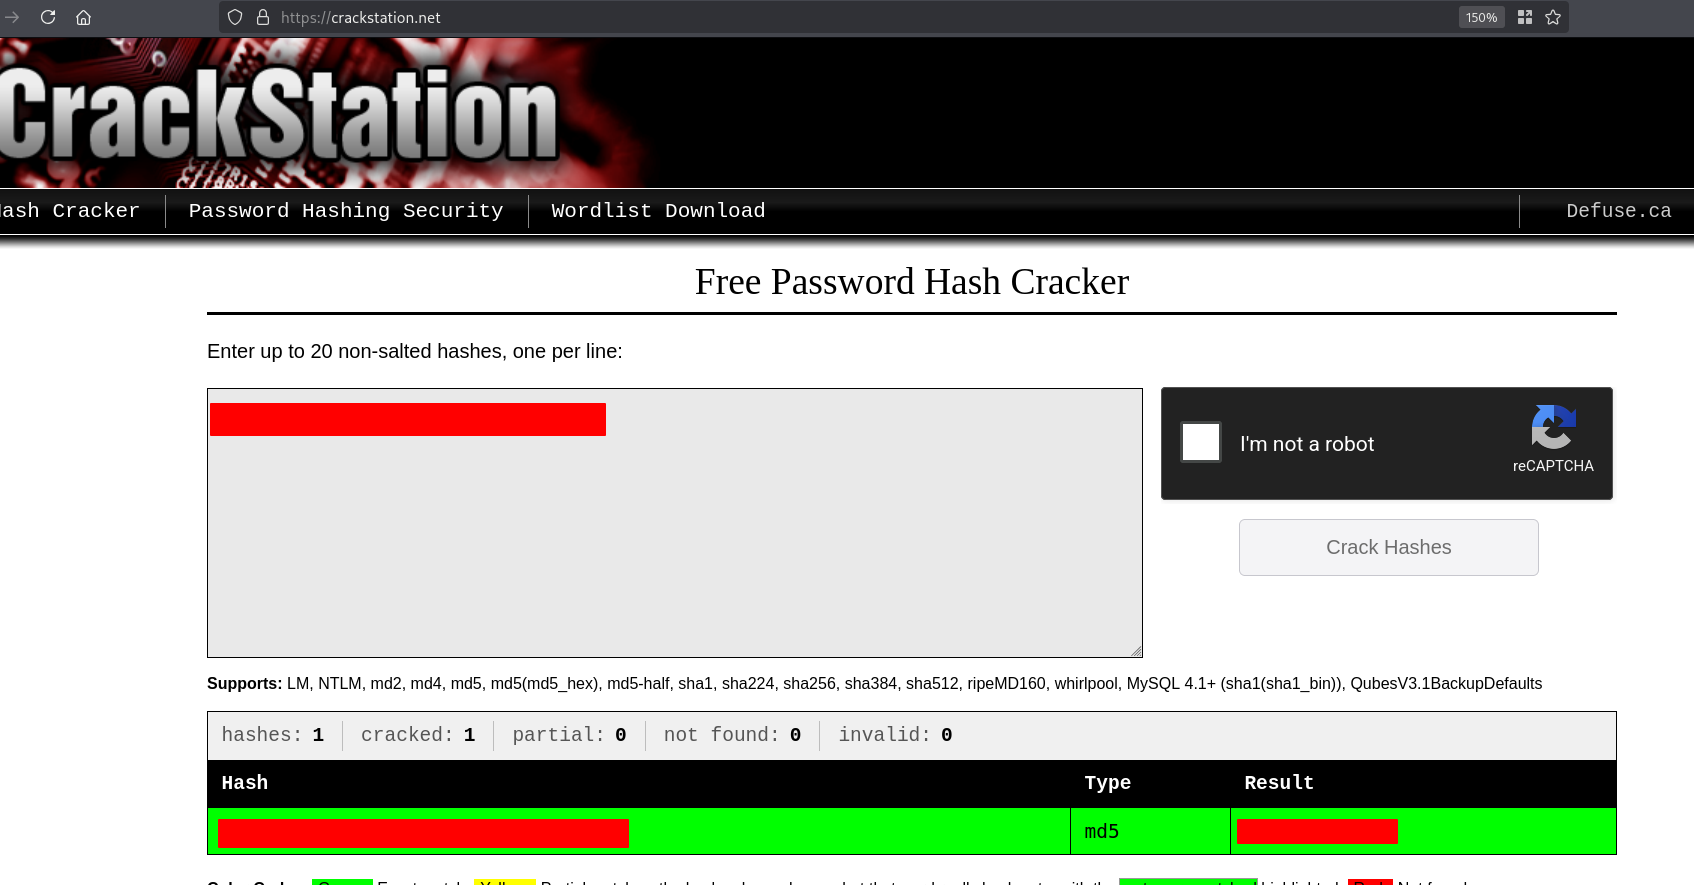 https://crackstation.net
150%
CrackStation
ash Cracker
Password Hashing Security
Wordlist Download
Defuse.ca
Free Password Hash Cracker
Enter up to 20 non-salted hashes, one per line:
I'm not a robot
reCAPTCHA
Crack Hashes
Supports: LM, NTLM, md2, md4, md5, md5(md5_hex), md5-half, sha1, sha224, sha256, sha384, sha512, ripeMD160, whirlpool, MySQL 4.1+ (sha1(sha1_bin)), QubesV3.1BackupDefaults
hashes: 1 cracked: 1 partial: 0 not found: 0 invalid: 0
Hash Type Result
md5